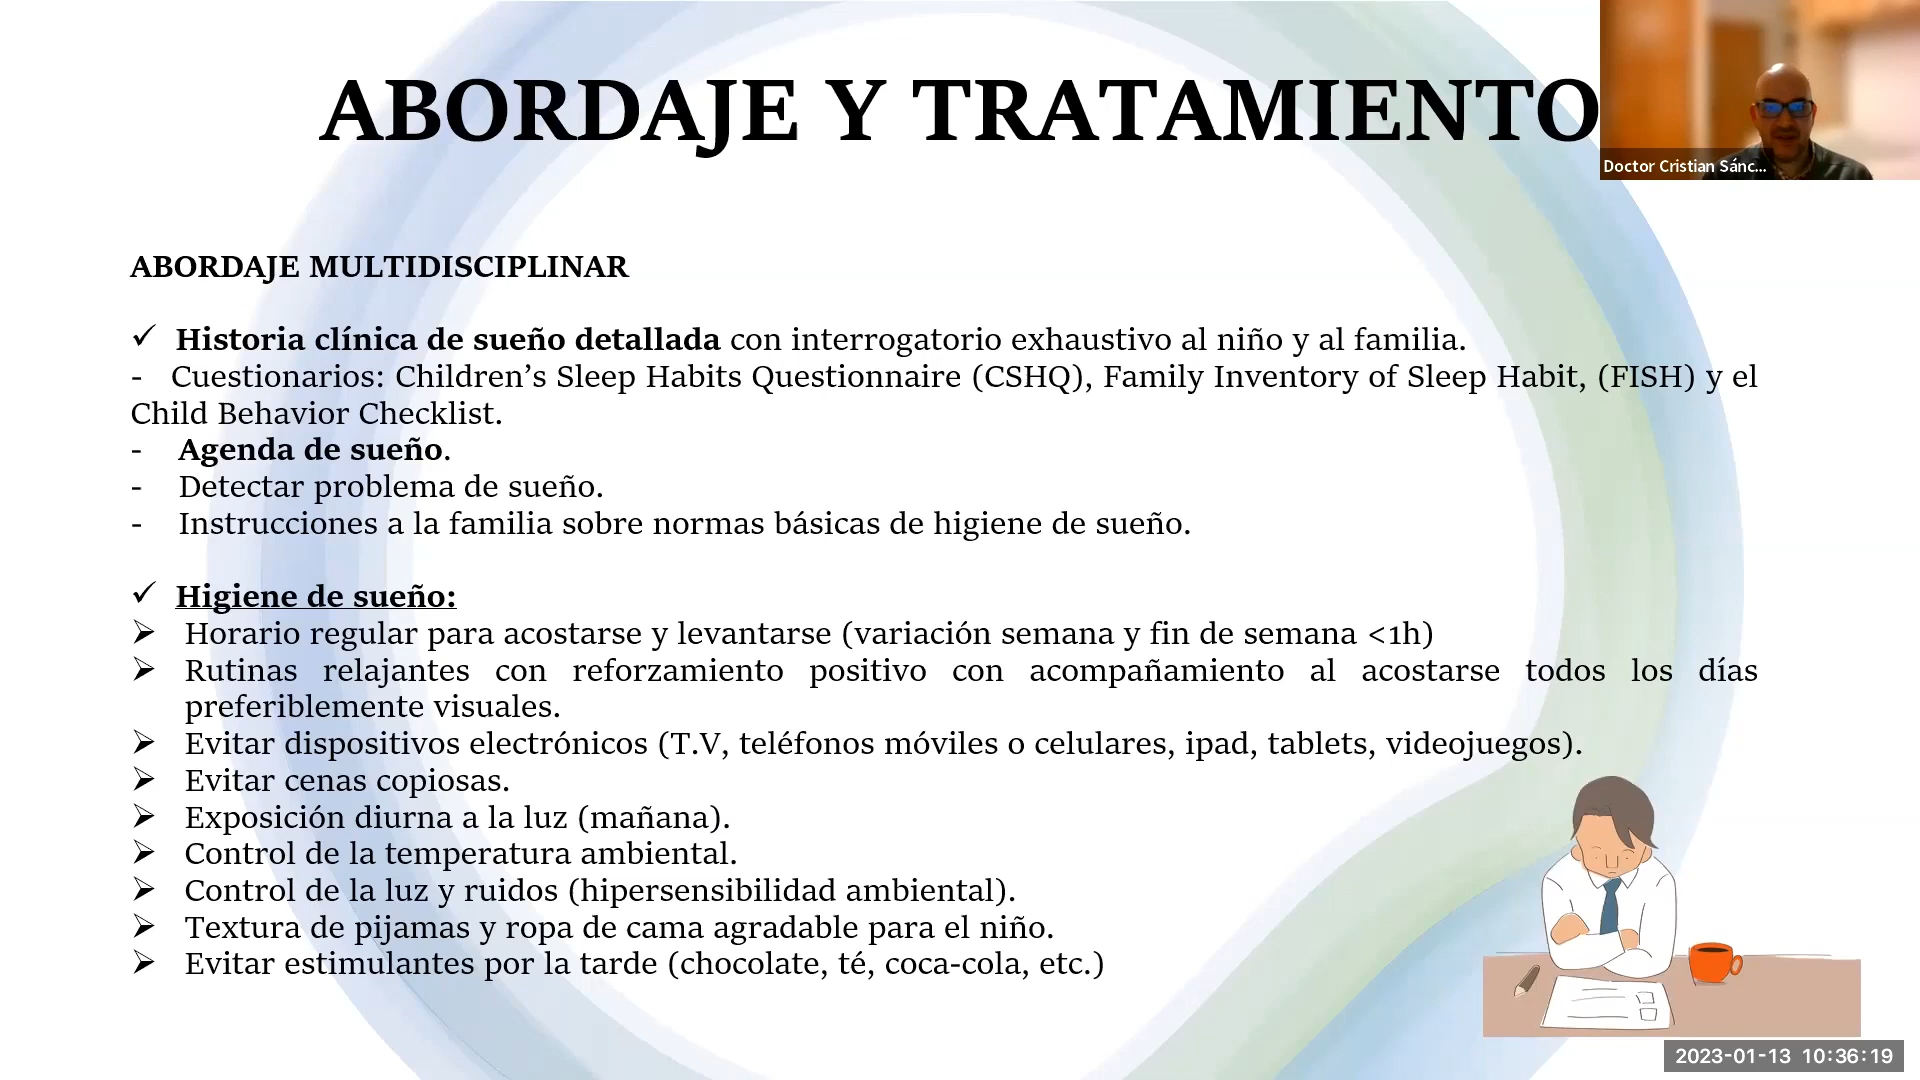 ABORDAJE Y TRATAMIENTO
Doctor Cristian Sánc...
ABORDAJE MULTIDISCIPLINAR
✓ Historia clínica de sueño detallada con interrogatorio exhaustivo al niño y al familia.
- Cuestionarios: Children’s Sleep Habits Questionnaire (CSHQ), Family Inventory of Sleep Habit, (FISH) y el
Child Behavior Checklist.
- Agenda de sueño.
- Detectar problema de sueño.
- Instrucciones a la familia sobre normas básicas de higiene de sueño.
✓ Higiene de sueño:
➢ Horario regular para acostarse y levantarse (variación semana y fin de semana <1h)
➢ Rutinas relajantes con reforzamiento positivo con acompañamiento al acostarse todos los días
preferiblemente visuales.
➢ Evitar dispositivos electrónicos (T.V, teléfonos móviles o celulares, ipad, tablets, videojuegos).
➢ Evitar cenas copiosas.
➢ Exposición diurna a la luz (mañana).
➢ Control de la temperatura ambiental.
➢ Control de la luz y ruidos (hipersensibilidad ambiental).
➢ Textura de pijamas y ropa de cama agradable para el niño.
➢ Evitar estimulantes por la tarde (chocolate, té, coca-cola, etc.)
2023-01-13 10:36:19